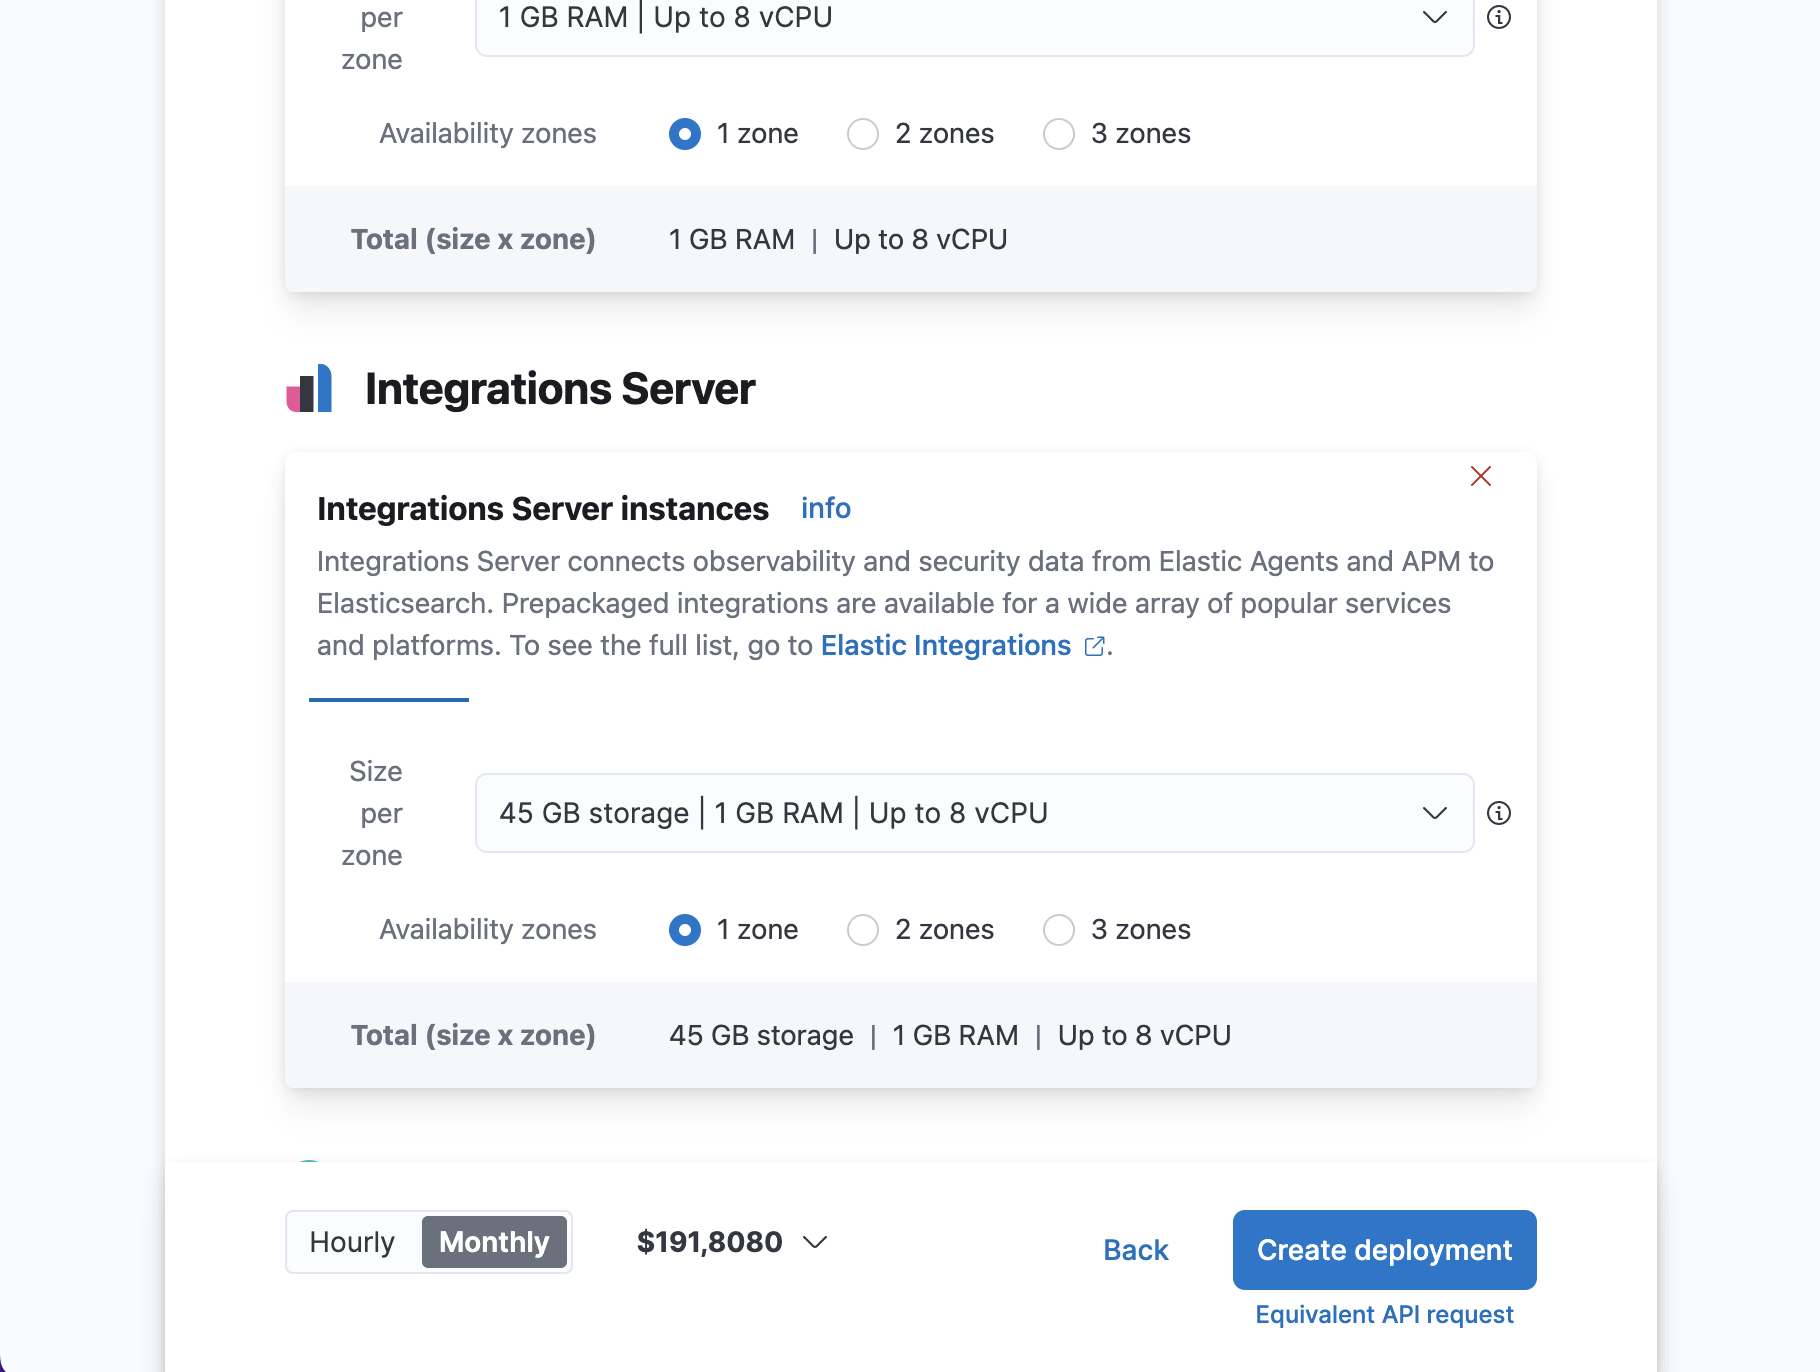 per
zone
1 GB RAM | Up to 8 vCPU
Availability zones 1 zone 2 zones 3 zones
Total (size x zone) 1 GB RAM | Up to 8 vCPU
Integrations Server
Integrations Server instances info
Integrations Server connects observability and security data from Elastic Agents and APM to
Elasticsearch. Prepackaged integrations are available for a wide array of popular services
and platforms. To see the full list, go to Elastic Integrations .
Size
per
zone
45 GB storage | 1 GB RAM | Up to 8 vCPU
Availability zones 1 zone 2 zones 3 zones
Total (size x zone) 45 GB storage | 1 GB RAM | Up to 8 vCPU
Hourly Monthly $191,8080 Back Create deployment
Equivalent API request